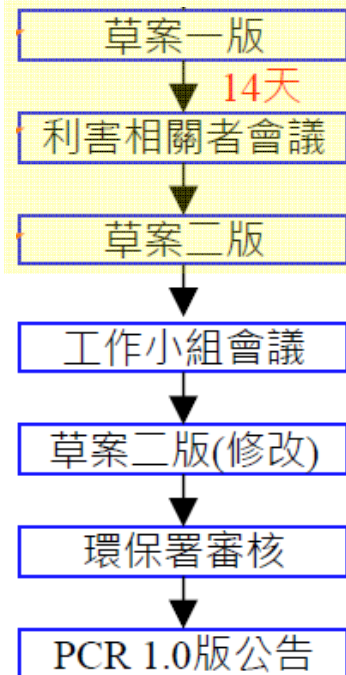 草案一版
14天
利害相關者會議
草案二版
工作小組會議
草案二版(修改)
環保署審核
PCR 1.0版公告